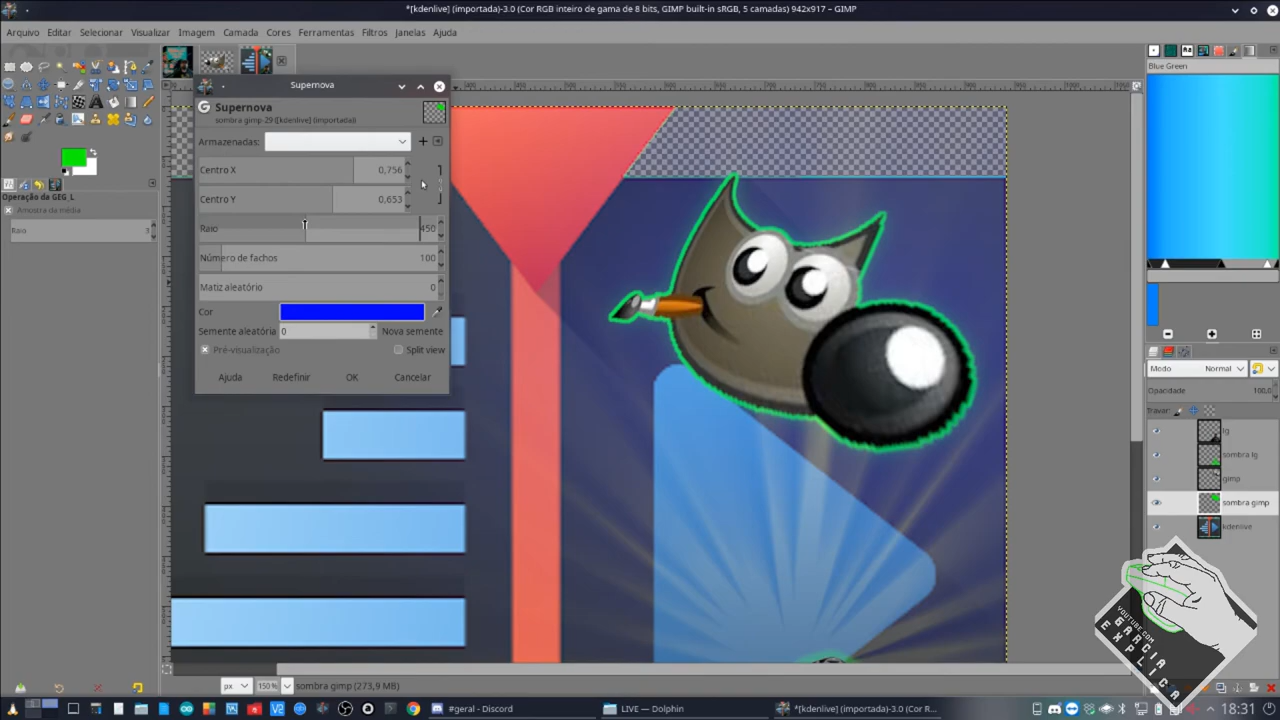 *[kdenlive] (importada)-3.0 (Cor RGB inteiro de gama de 8 bits, GIMP built-in sRGB, 5 camadas) 942x917 – GIMP
Arquivo Editar Selecionar Visualizar Imagem Camada Cores Ferramentas Filtros Janelas Ajuda
Supernova
Supernova
sombra gimp-29 ([kdenlive] (importada))
Armazenadas:
Centro X 0,756
Centro Y 0,653
Raio 450
Número de fachos 100
Matiz aleatório 0
Cor
Semente aleatória 0 Nova semente
Pré-visualização Split view
Ajuda Redefinir OK Cancelar
Operação da GEG_L
Amostra da média
Raio 3
Blue Green
Modo Normal
Opacidade 100,0
Travar:
lg
sombra lg
gimp
sombra gimp
kdenlive
YOUTUBE.COM
EGARCIA
EXPLICA
px 150% sombra gimp (273,9 MB)
#geral - Discord LIVE — Dolphin *[kdenlive] (importada)-3.0 (Cor R... 18:31